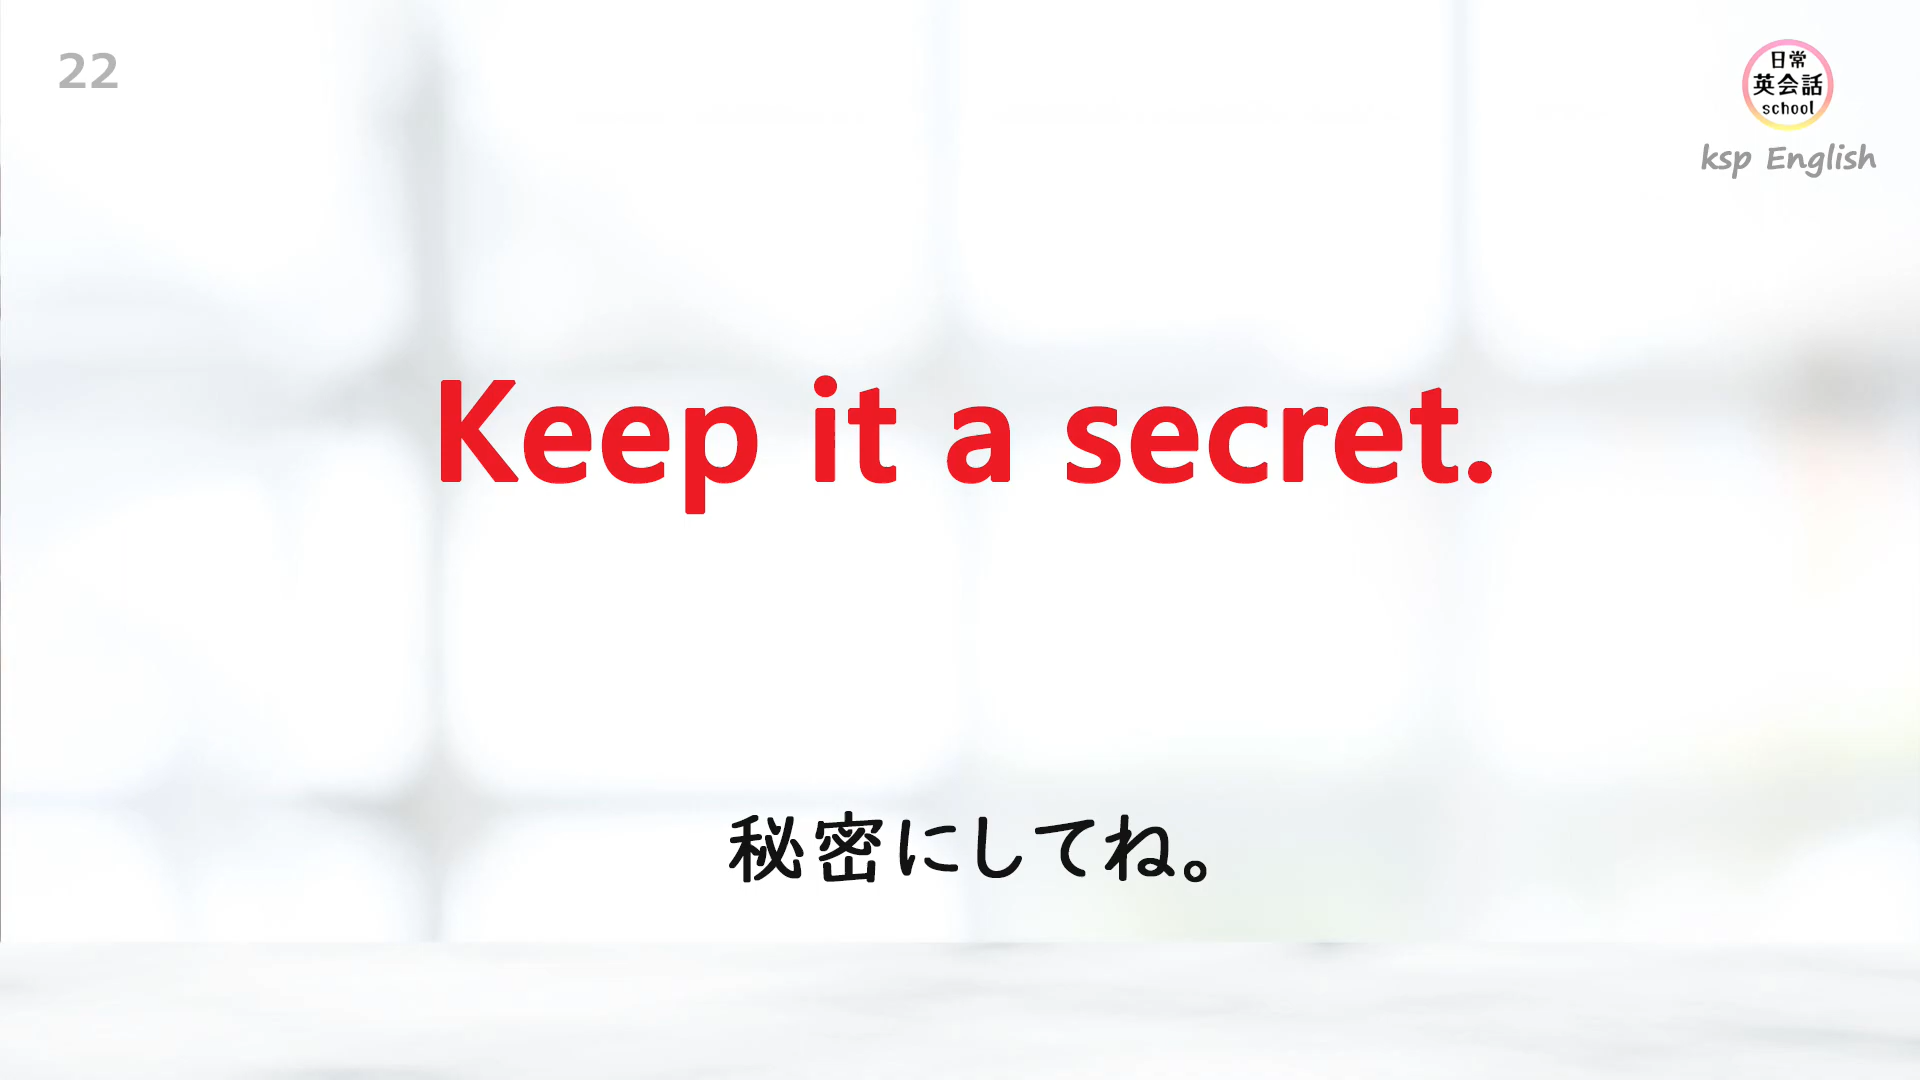 22
日常
英会話
school
ksp English
Keep it a secret.
秘密にしてね。